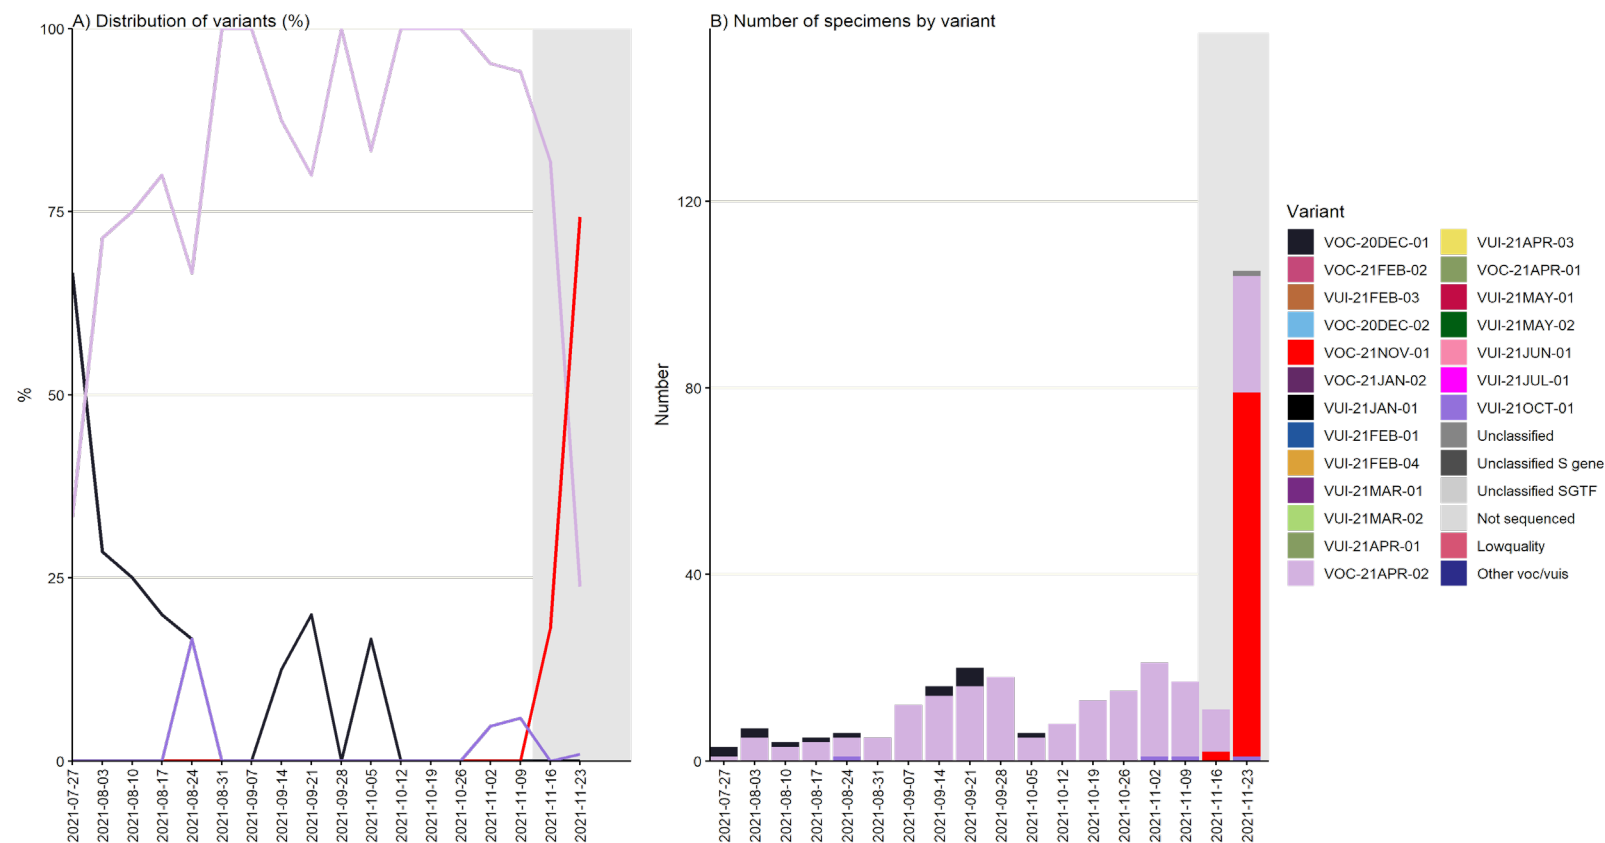 A) Distribution of variants (%)
100
75
50
25
0
%
2021-07-27
2021-08-03
2021-08-10
2021-08-17
2021-08-24
2021-08-31
2021-09-07
2021-09-14
2021-09-21
2021-09-28
2021-10-05
2021-10-12
2021-10-19
2021-10-26
2021-11-02
2021-11-09
2021-11-16
2021-11-23
B) Number of specimens by variant
120
80
40
0
Number
2021-07-27
2021-08-03
2021-08-10
2021-08-17
2021-08-24
2021-08-31
2021-09-07
2021-09-14
2021-09-21
2021-09-28
2021-10-05
2021-10-12
2021-10-19
2021-10-26
2021-11-02
2021-11-09
2021-11-16
2021-11-23
Variant
VOC-20DEC-01
VOC-21FEB-02
VUI-21FEB-03
VOC-20DEC-02
VOC-21NOV-01
VOC-21JAN-02
VUI-21JAN-01
VUI-21FEB-01
VUI-21FEB-04
VUI-21MAR-01
VUI-21MAR-02
VUI-21APR-01
VOC-21APR-02
VUI-21APR-03
VOC-21APR-01
VUI-21MAY-01
VUI-21MAY-02
VUI-21JUN-01
VUI-21JUL-01
VUI-21OCT-01
Unclassified
Unclassified S gene
Unclassified SGTF
Not sequenced
Lowquality
Other voc/vuis